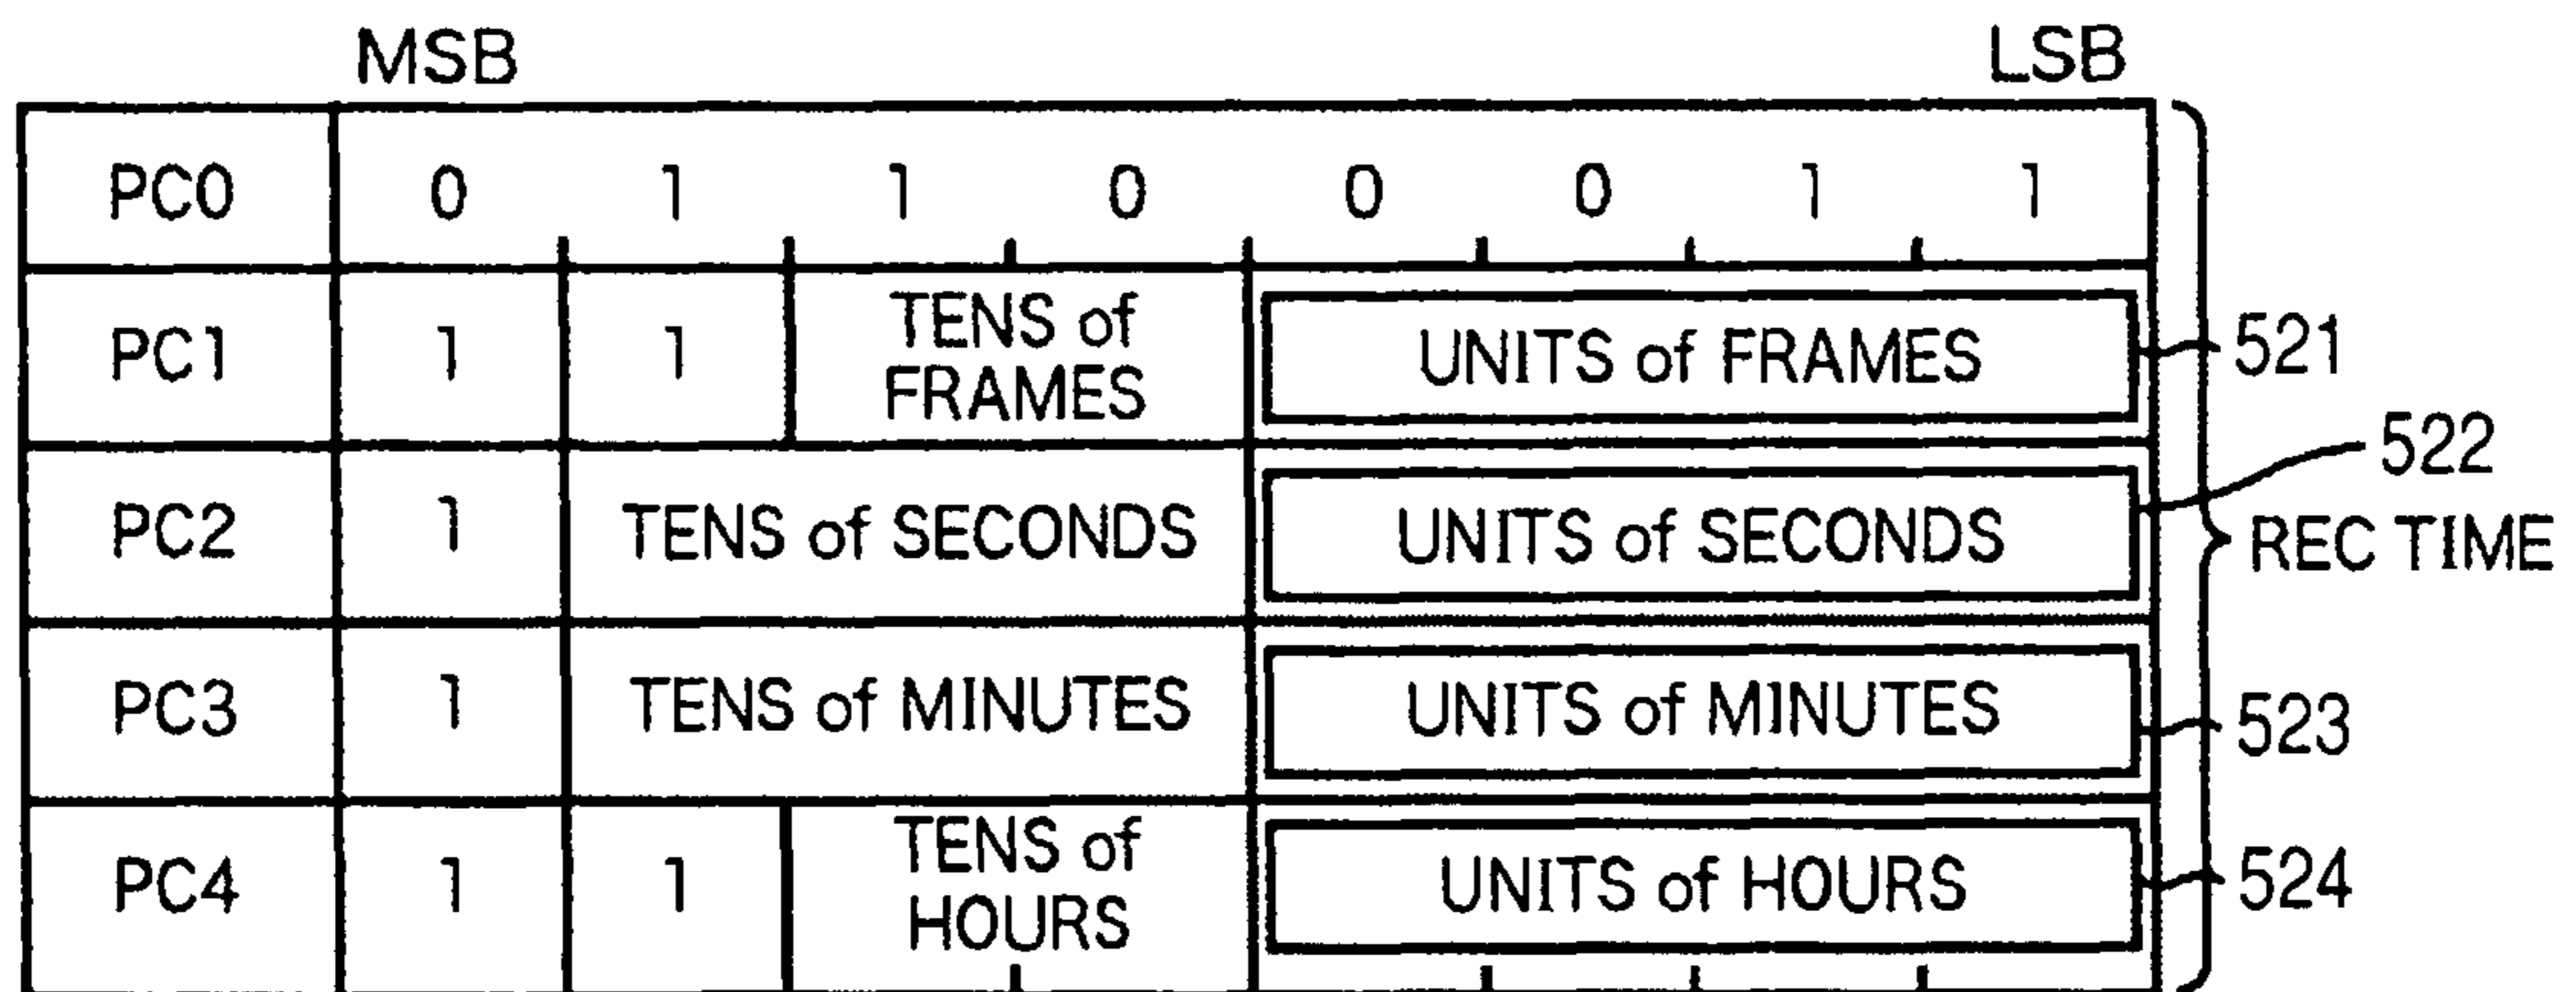 MSB LSB
PC0 0 1 1 0 0 0 1 1
PC1 1 1 TENS of FRAMES UNITS of FRAMES 521
522
PC2 1 TENS of SECONDS UNITS of SECONDS
REC TIME
PC3 1 TENS of MINUTES UNITS of MINUTES 523
PC4 1 1 TENS of HOURS UNITS of HOURS 524